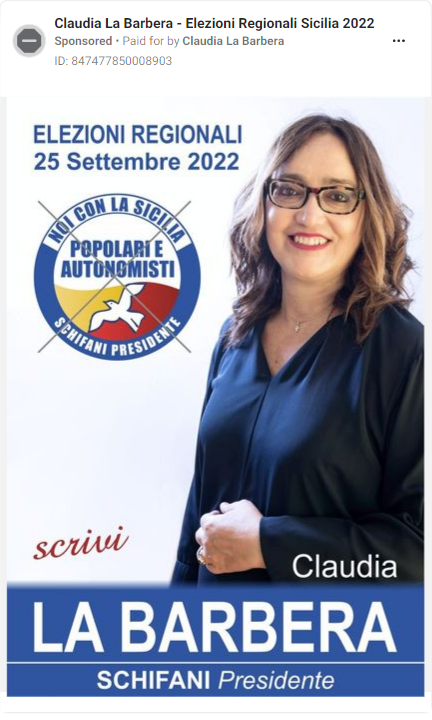 Claudia La Barbera - Elezioni Regionali Sicilia 2022
Sponsored • Paid for by Claudia La Barbera
ID: 847477850008903
ELEZIONI REGIONALI
25 Settembre 2022
NOI CON LA SICILIA
POPOLARI E
AUTONOMISTI
SCHIFANI PRESIDENTE
scrivi
Claudia
LA BARBERA
SCHIFANI Presidente